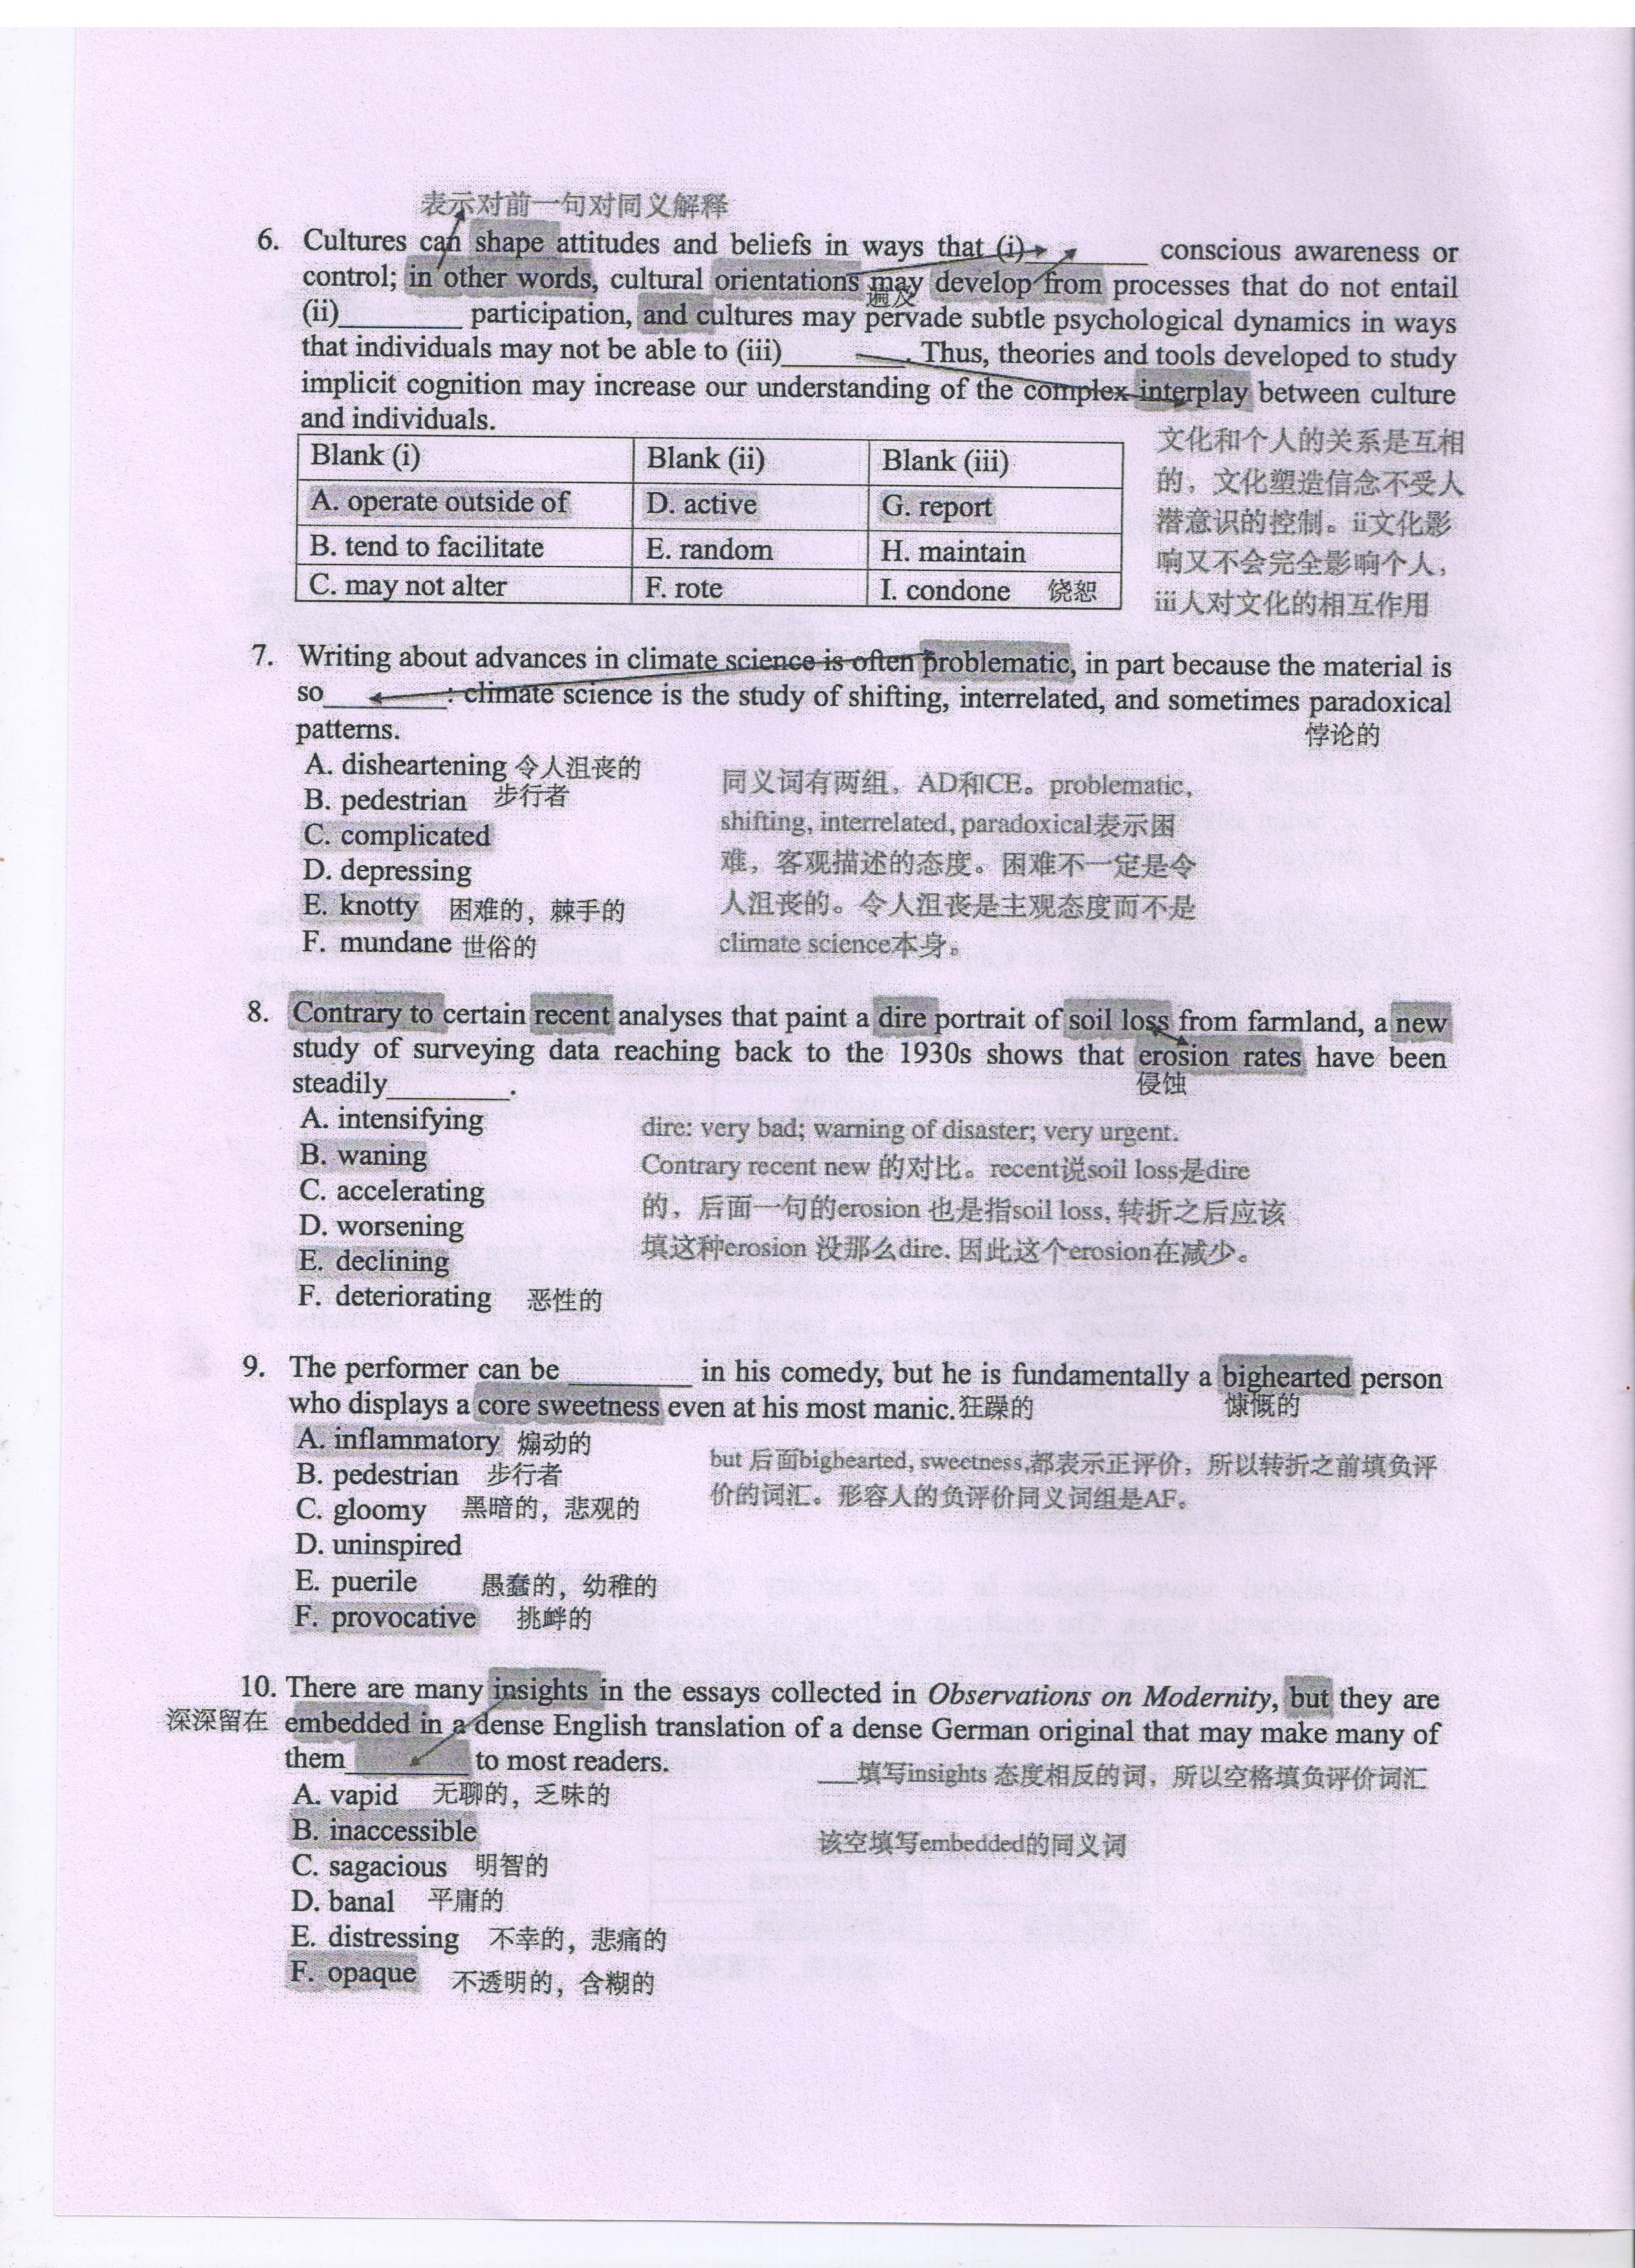 表示对前一句对同义解释
6. Cultures can shape attitudes and beliefs in ways that (i)________ conscious awareness or
control; in other words, cultural orientations may develop from processes that do not entail
遍及
(ii)________ participation, and cultures may pervade subtle psychological dynamics in ways
that individuals may not be able to (iii)________. Thus, theories and tools developed to study
implicit cognition may increase our understanding of the complex interplay between culture
and individuals.
Blank (i) Blank (ii) Blank (iii)
A. operate outside of D. active G. report
B. tend to facilitate E. random H. maintain
C. may not alter F. rote I. condone 饶恕
文化和个人的关系是互相
的，文化塑造信念不受人
潜意识的控制。ii文化影
响又不会完全影响个人，
iii人对文化的相互作用
7. Writing about advances in climate science is often problematic, in part because the material is
so________: climate science is the study of shifting, interrelated, and sometimes paradoxical
patterns. 悖论的
A. disheartening 令人沮丧的
B. pedestrian 步行者
C. complicated
D. depressing
E. knotty 困难的，棘手的
F. mundane 世俗的
同义词有两组，AD和CE。problematic,
shifting, interrelated, paradoxical表示困
难，客观描述的态度。困难不一定是令
人沮丧的。令人沮丧是主观态度而不是
climate science本身。
8. Contrary to certain recent analyses that paint a dire portrait of soil loss from farmland, a new
study of surveying data reaching back to the 1930s shows that erosion rates have been
steadily________. 侵蚀
A. intensifying
B. waning
C. accelerating
D. worsening
E. declining
F. deteriorating 恶性的
dire: very bad; warning of disaster; very urgent.
Contrary recent new 的对比。recent说soil loss是dire
的，后面一句的erosion 也是指soil loss, 转折之后应该
填这种erosion 没那么dire. 因此这个erosion在减少。
9. The performer can be ________ in his comedy, but he is fundamentally a bighearted person
who displays a core sweetness even at his most manic. 狂躁的 慷慨的
A. inflammatory 煽动的
B. pedestrian 步行者
C. gloomy 黑暗的，悲观的
D. uninspired
E. puerile 愚蠢的，幼稚的
F. provocative 挑衅的
but 后面bighearted, sweetness,都表示正评价，所以转折之前填负评
价的词汇。形容人的负评价同义词组是AF。
10. There are many insights in the essays collected in Observations on Modernity, but they are
深深留在 embedded in a dense English translation of a dense German original that may make many of
them________ to most readers.
A. vapid 无聊的，乏味的
B. inaccessible
C. sagacious 明智的
D. banal 平庸的
E. distressing 不幸的，悲痛的
F. opaque 不透明的，含糊的
___填写insights 态度相反的词，所以空格填负评价词汇
该空填写embedded的同义词